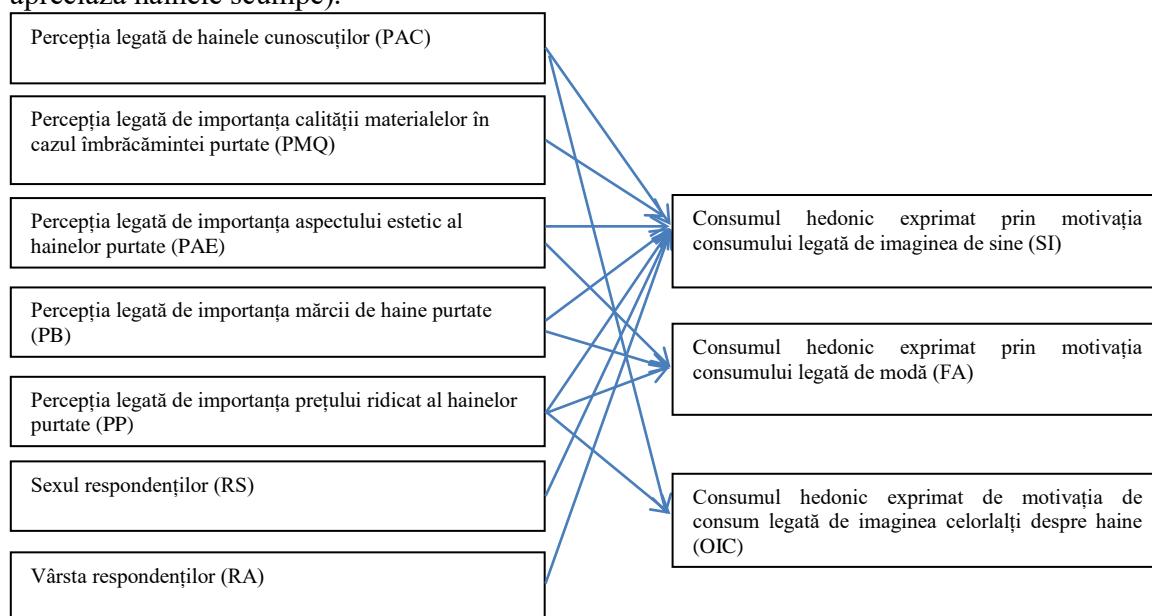 Percepția legată de hainele cunoscuților (PAC)
Percepția legată de importanța calității materialelor în
cazul îmbrăcămintei purtate (PMQ)
Percepția legată de importanța aspectului estetic al
hainelor purtate (PAE)
Percepția legată de importanța mărcii de haine purtate
(PB)
Percepția legată de importanța prețului ridicat al hainelor
purtate (PP)
Sexul respondenților (RS)
Vârsta respondenților (RA)
Consumul hedonic exprimat prin motivația
consumului legată de imaginea de sine (SI)
Consumul hedonic exprimat prin motivația
consumului legată de modă (FA)
Consumul hedonic exprimat de motivația de
consum legată de imaginea celorlalți despre haine
(OIC)